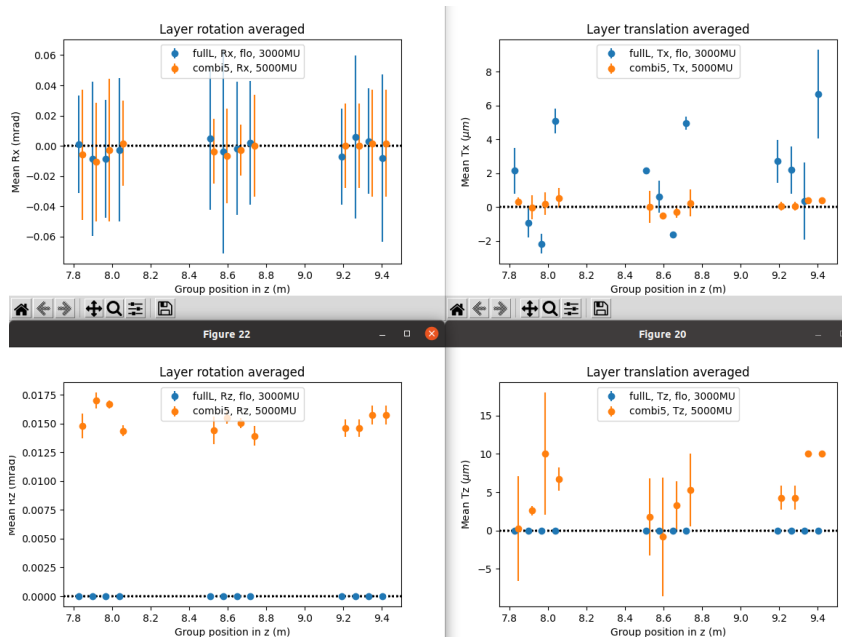 Layer rotation averaged
fullL, Rx, flo, 3000MU
combi5, Rx, 5000MU
Mean Rx (mrad)
0.06
0.04
0.02
0.00
−0.02
−0.04
−0.06
7.8 8.0 8.2 8.4 8.6 8.8 9.0 9.2 9.4
Group position in z (m)
Layer translation averaged
fullL, Tx, flo, 3000MU
combi5, Tx, 5000MU
Mean Tx (μm)
8
6
4
2
0
−2
7.8 8.0 8.2 8.4 8.6 8.8 9.0 9.2 9.4
Group position in z (m)
Figure 22
Layer rotation averaged
fullL, Rz, flo, 3000MU
combi5, Rz, 5000MU
Mean Rz (mrad)
0.0175
0.0150
0.0125
0.0100
0.0075
0.0050
0.0025
0.0000
7.8 8.0 8.2 8.4 8.6 8.8 9.0 9.2 9.4
Group position in z (m)
Figure 20
Layer translation averaged
fullL, Tz, flo, 3000MU
combi5, Tz, 5000MU
Mean Tz (μm)
15
10
5
0
−5
7.8 8.0 8.2 8.4 8.6 8.8 9.0 9.2 9.4
Group position in z (m)